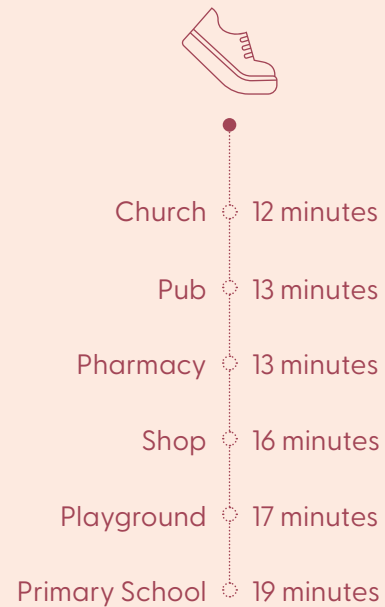 Church 12 minutes
Pub 13 minutes
Pharmacy 13 minutes
Shop 16 minutes
Playground 17 minutes
Primary School 19 minutes